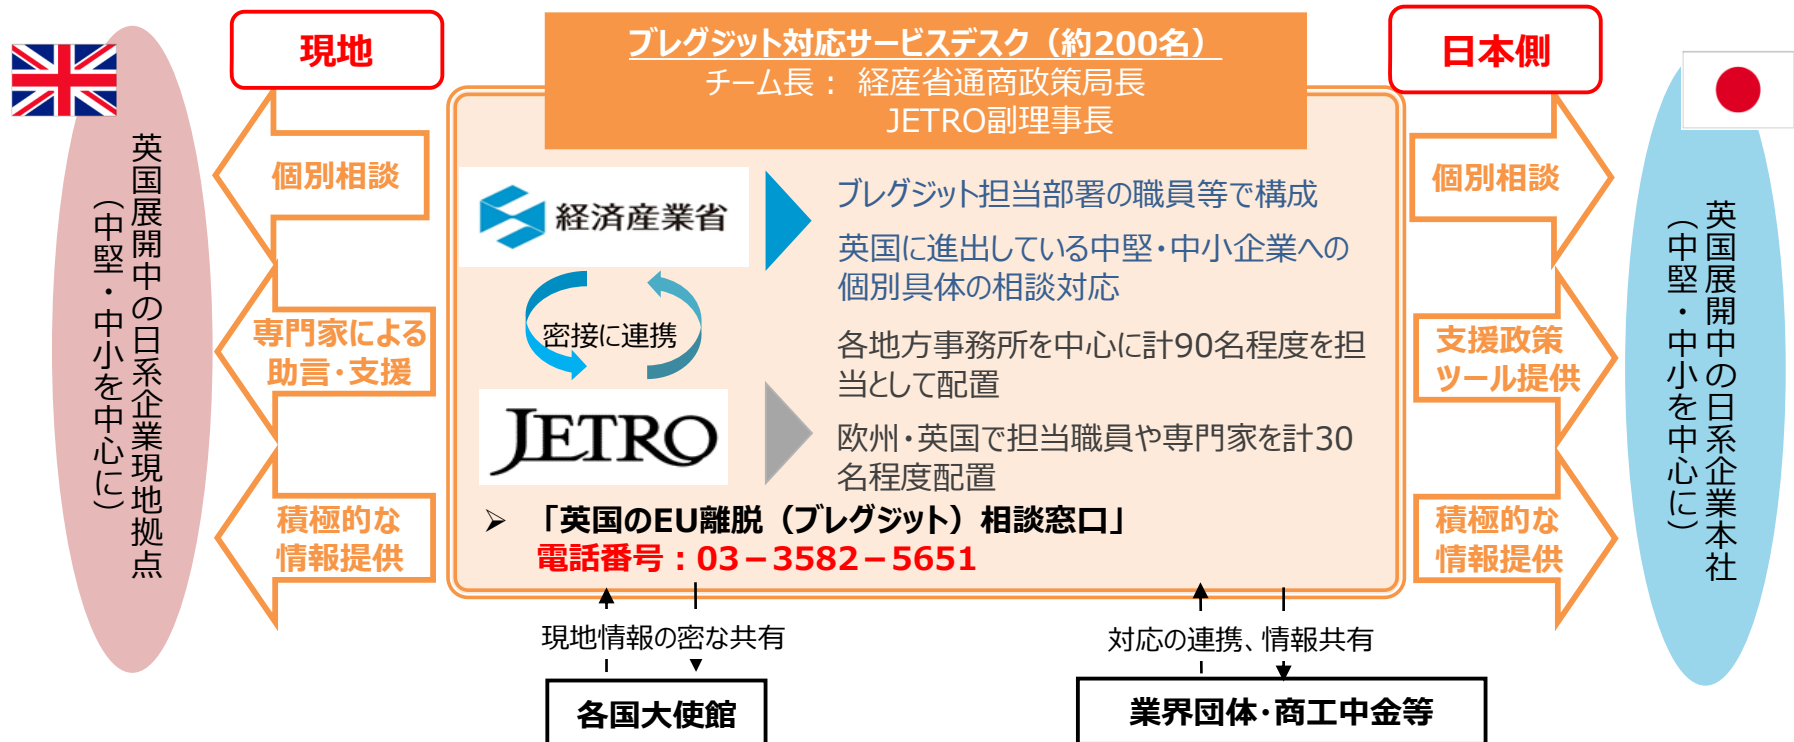 現地
ブレグジット対応サービスデスク（約200名）
チーム長： 経産省通商政策局長
JETRO副理事長
日本側
英国展開中の日系企業現地拠点
（中堅・中小を中心に）
個別相談
専門家による
助言・支援
積極的な
情報提供
経済産業省
密接に連携
JETRO
ブレグジット担当部署の職員等で構成
英国に進出している中堅・中小企業への
個別具体の相談対応
各地方事務所を中心に計90名程度を担
当として配置
欧州・英国で担当職員や専門家を計30
名程度配置
➢ 「英国のEU離脱（ブレグジット）相談窓口」
電話番号：03－3582－5651
個別相談
支援政策
ツール提供
積極的な
情報提供
英国展開中の日系企業本社
（中堅・中小を中心に）
現地情報の密な共有
対応の連携、情報共有
各国大使館
業界団体・商工中金等